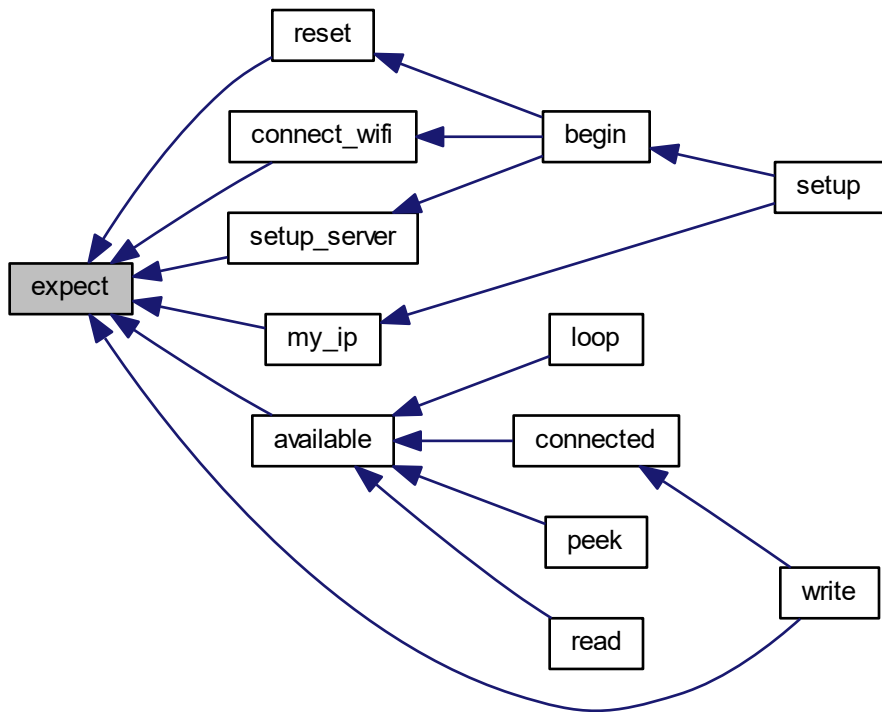 reset
connect_wifi
begin
setup
setup_server
expect
my_ip
loop
available
connected
peek
write
read